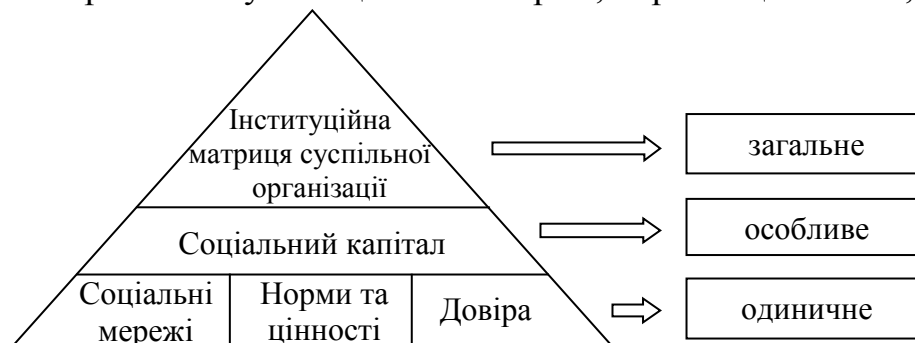 Інституційна
матриця суспільної
організації
загальне
Соціальний капітал
особливе
Соціальні
мережі
Норми та
цінності
Довіра
одиничне